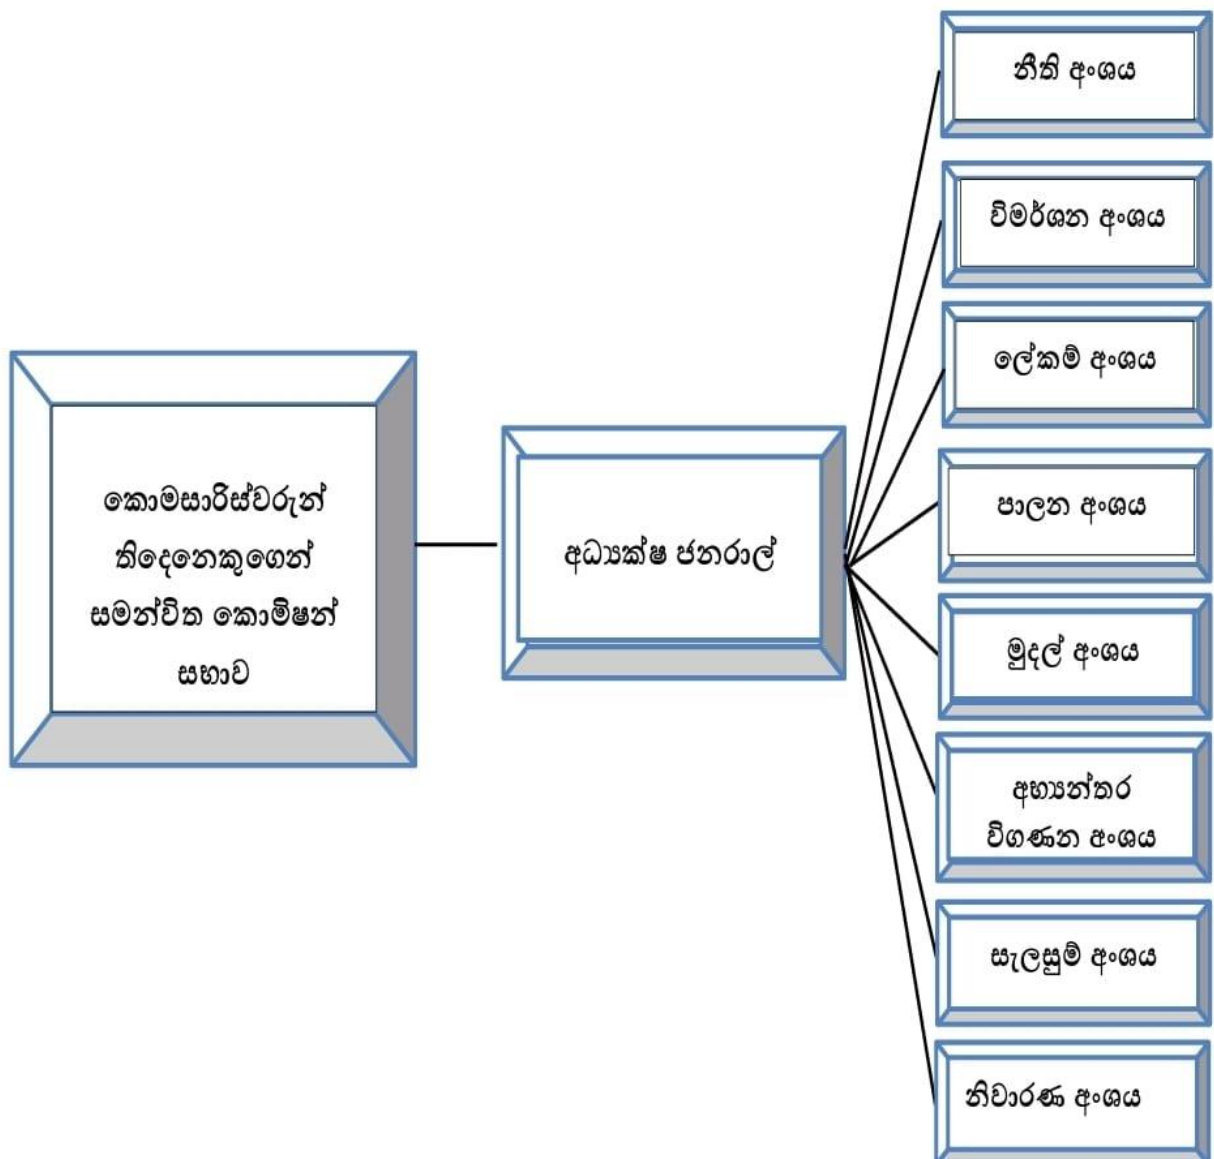 නීති අංශය
විමර්ශන අංශය
ලේකම් අංශය
කොමසාරිස්වරුන්
තිදෙනෙකුගෙන්
සමන්විත කොමිෂන්
සභාව
අධ්‍යක්ෂ ජනරාල්
පාලන අංශය
මුදල් අංශය
අභ්‍යන්තර
විගණන අංශය
සැලසුම් අංශය
නිවාරණ අංශය